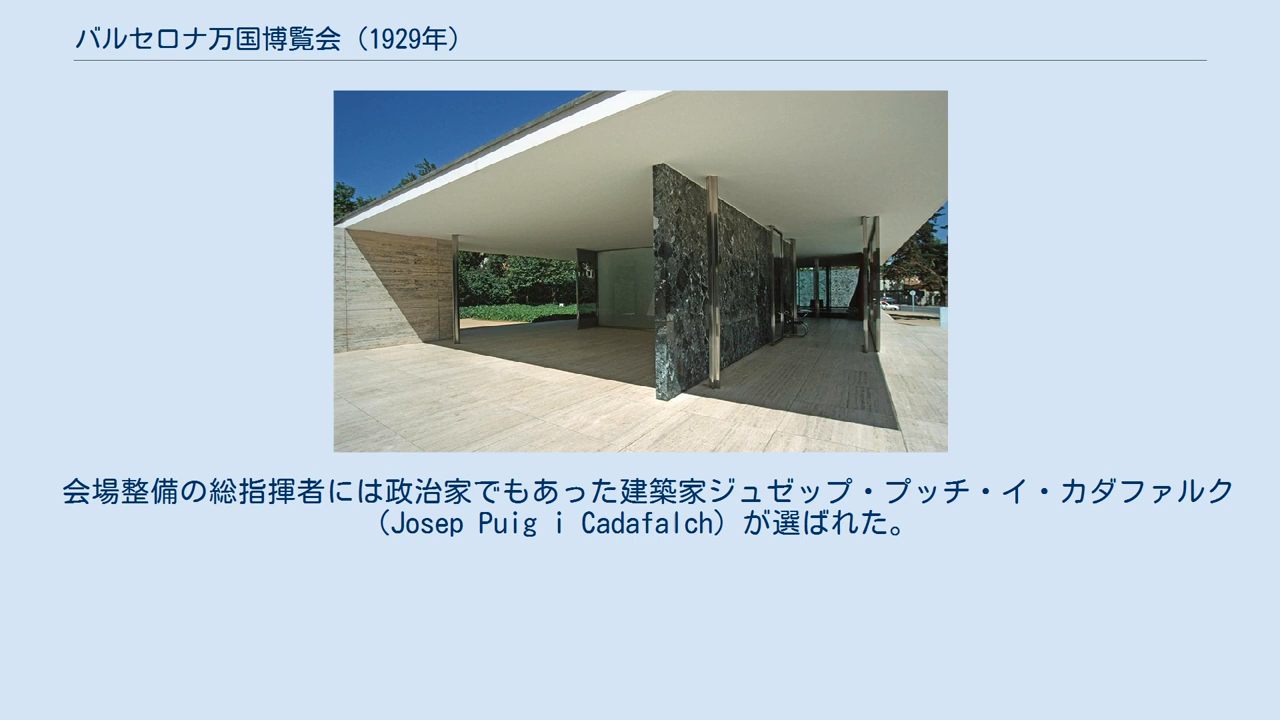 バルセロナ万国博覧会（1929年）
会場整備の総指揮者には政治家でもあった建築家ジュゼップ・プッチ・イ・カダファルク
（Josep Puig i Cadafalch）が選ばれた。